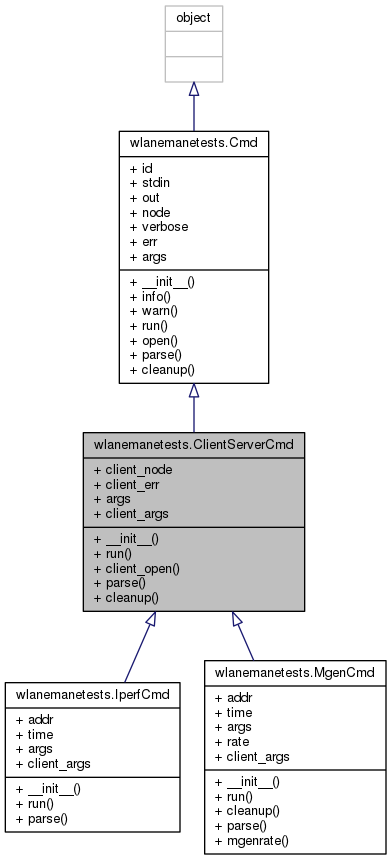 object
wlanemanetests.Cmd
+ id
+ stdin
+ out
+ node
+ verbose
+ err
+ args
+ __init__()
+ info()
+ warn()
+ run()
+ open()
+ parse()
+ cleanup()
wlanemanetests.ClientServerCmd
+ client_node
+ client_err
+ args
+ client_args
+ __init__()
+ run()
+ client_open()
+ parse()
+ cleanup()
wlanemanetests.IperfCmd
+ addr
+ time
+ args
+ client_args
+ __init__()
+ run()
+ parse()
wlanemanetests.MgenCmd
+ addr
+ time
+ args
+ rate
+ client_args
+ __init__()
+ run()
+ cleanup()
+ parse()
+ mgenrate()